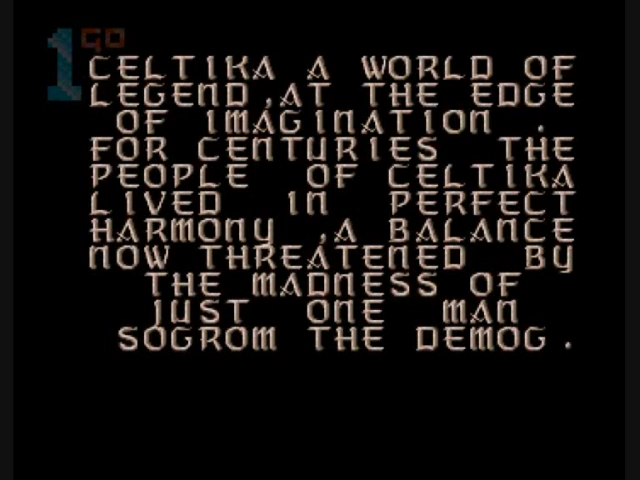 1 GO
CELTIKA A WORLD OF
LEGEND ,AT THE EDGE
OF IMAGINATION .
FOR CENTURIES THE
PEOPLE OF CELTIKA
LIVED IN PERFECT
HARMONY ,A BALANCE
NOW THREATENED BY
THE MADNESS OF
JUST ONE MAN
SOGROM THE DEMOG .